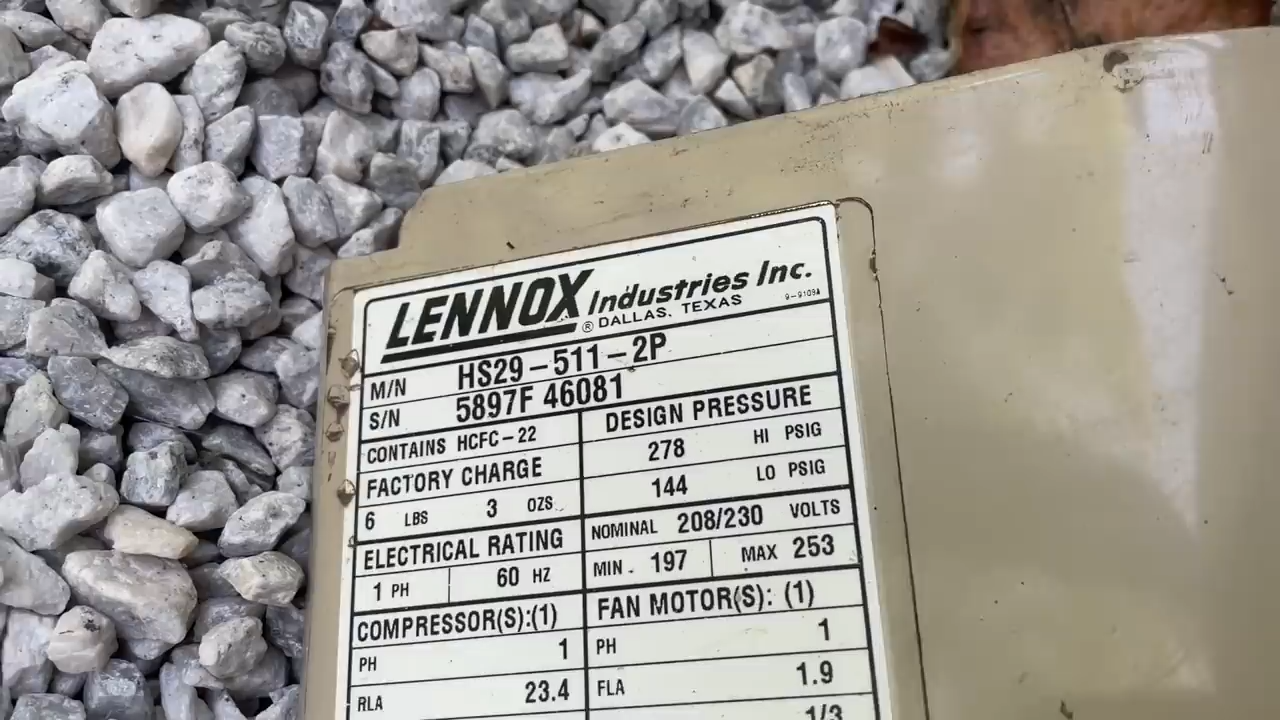 LENNOX Industries Inc.
® DALLAS, TEXAS 9-9109A
M/N HS29-511-2P
S/N 5897F 46081
CONTAINS HCFC-22
FACTORY CHARGE
6 LBS 3 OZS
DESIGN PRESSURE
278 HI PSIG
144 LO PSIG
ELECTRICAL RATING
1 PH 60 HZ
NOMINAL 208/230 VOLTS
MIN. 197 MAX 253
COMPRESSOR(S):(1)
PH 1
RLA 23.4
FAN MOTOR(S): (1)
PH 1
FLA 1.9
1/3